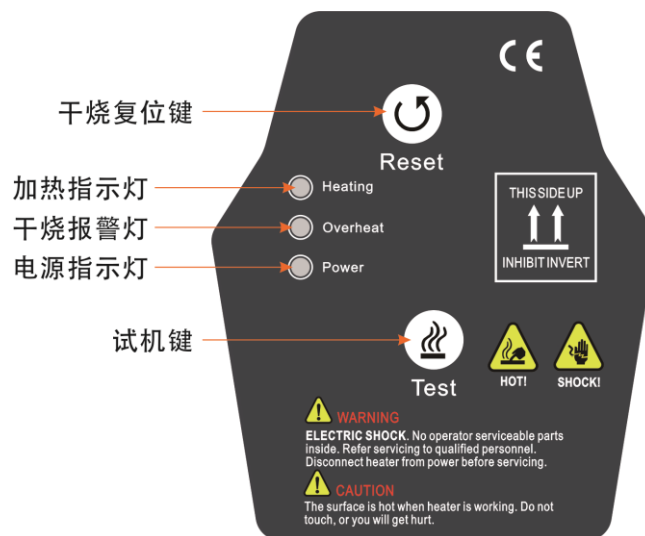 CE
干烧复位键
Reset
加热指示灯
Heating
干烧报警灯
Overheat
电源指示灯
Power
THIS SIDE UP
INHIBIT INVERT
试机键
Test
HOT!
SHOCK!
WARNING
ELECTRIC SHOCK. No operator serviceable parts
inside. Refer servicing to qualified personnel.
Disconnect heater from power before servicing.
CAUTION
The surface is hot when heater is working. Do not
touch, or you will get hurt.